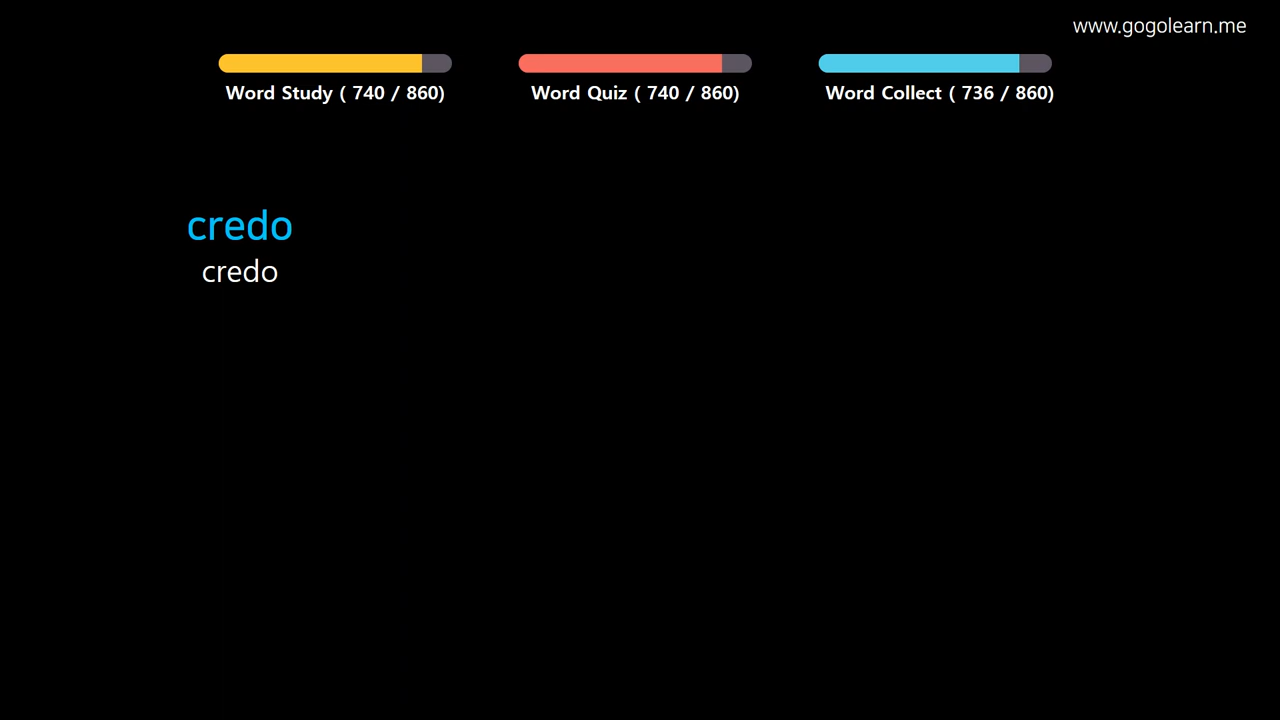 www.gogolearn.me
Word Study ( 740 / 860)
Word Quiz ( 740 / 860)
Word Collect ( 736 / 860)
credo
credo